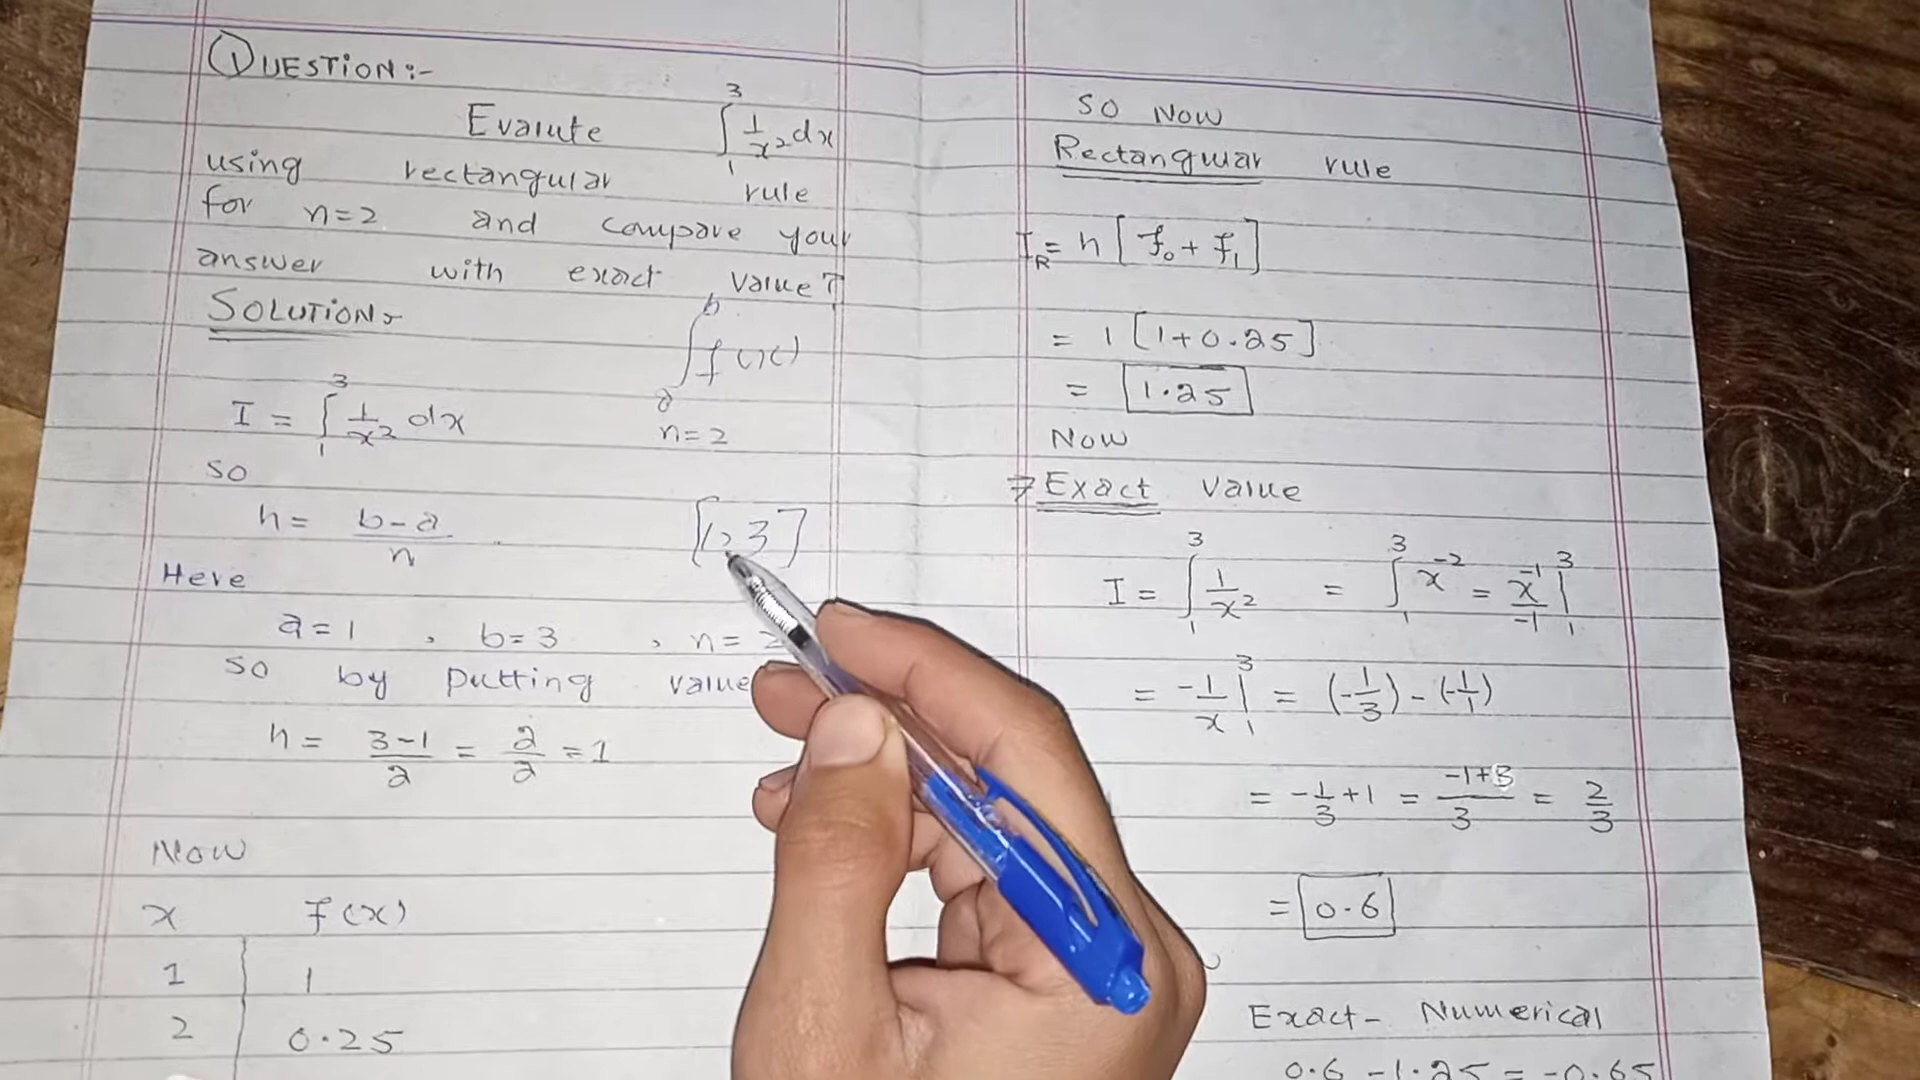 QUESTION:-
Evalute ∫₁³ 1/x² dx
using rectangular rule
for n=2 and compare your
answer with exact value?
SOLUTION:-
∫ₐᵇ f(x)
n=2
I = ∫₁³ 1/x² dx
so
h = (b-a)/n
[1,3]
Here
a=1 , b=3 , n=2
so by putting value
h = (3-1)/2 = 2/2 = 1
Now
x f(x)
1 1
2 0.25
SO NOW
Rectangular rule
I_R = h [f₀ + f₁]
= 1 [1+0.25]
= 1.25
NOW
⇒ Exact value
I = ∫₁³ 1/x² = ∫₁³ x⁻² = x⁻¹/-1 |₁³
= -1/x |₁³ = (-1/3) - (-1/1)
= -1/3 + 1 = (-1+3)/3 = 2/3
= 0.6
Exact - Numerical
0.6 - 1.25 = -0.65